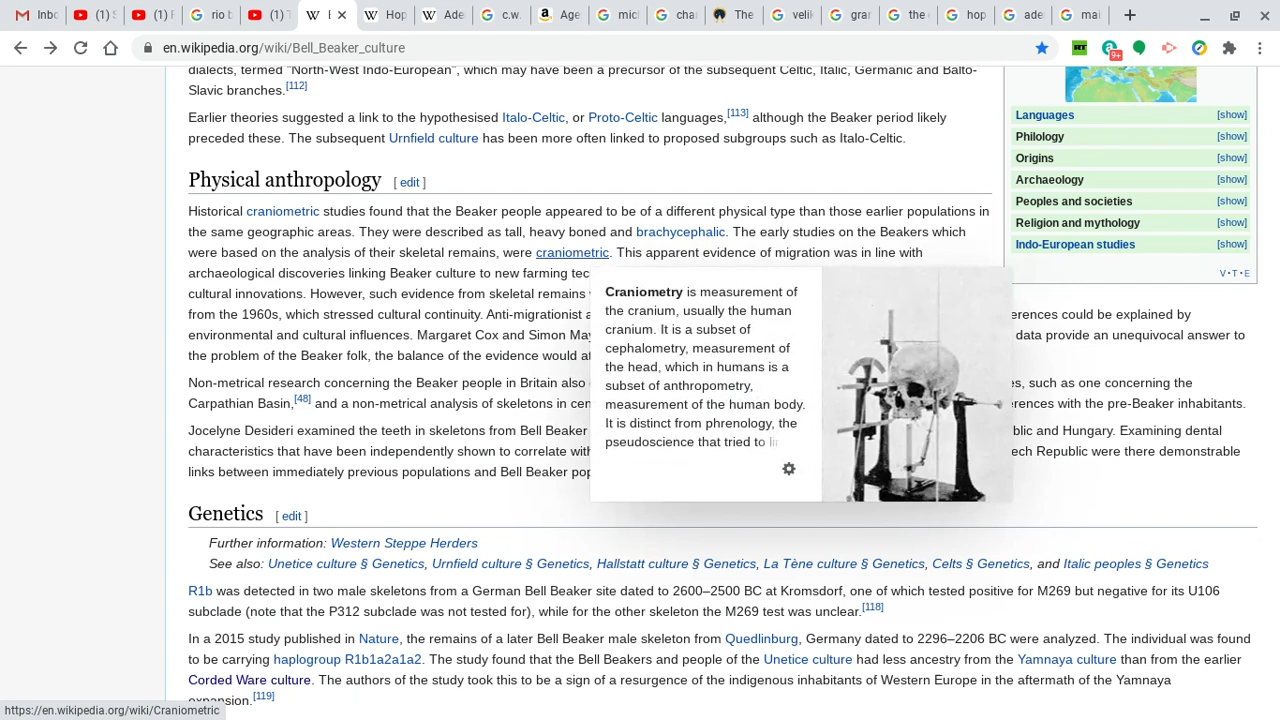 Inbo
(1) S
(1) F
rio b
(1) T
Hop
Ade
c.w.
Age
micl
cha
The
velik
grar
the
hop
ade
mai
en.wikipedia.org/wiki/Bell_Beaker_culture
RT
9+
dialects, termed "North-West Indo-European", which may have been a precursor of the subsequent Celtic, Italic, Germanic and Balto-
Slavic branches.[112]
Earlier theories suggested a link to the hypothesised Italo-Celtic, or Proto-Celtic languages,[113] although the Beaker period likely
preceded these. The subsequent Urnfield culture has been more often linked to proposed subgroups such as Italo-Celtic.
Languages [show]
Philology [show]
Origins [show]
Archaeology [show]
Peoples and societies [show]
Religion and mythology [show]
Indo-European studies [show]
V·T·E
Physical anthropology [ edit ]
Historical craniometric studies found that the Beaker people appeared to be of a different physical type than those earlier populations in
the same geographic areas. They were described as tall, heavy boned and brachycephalic. The early studies on the Beakers which
were based on the analysis of their skeletal remains, were craniometric. This apparent evidence of migration was in line with
archaeological discoveries linking Beaker culture to new farming tec
cultural innovations. However, such evidence from skeletal remains
from the 1960s, which stressed cultural continuity. Anti-migrationist erences could be explained by
environmental and cultural influences. Margaret Cox and Simon Ma data provide an unequivocal answer to
the problem of the Beaker folk, the balance of the evidence would at
Non-metrical research concerning the Beaker people in Britain also es, such as one concerning the
Carpathian Basin,[48] and a non-metrical analysis of skeletons in cen erences with the pre-Beaker inhabitants.
Jocelyne Desideri examined the teeth in skeletons from Bell Beaker blic and Hungary. Examining dental
characteristics that have been independently shown to correlate with ech Republic were there demonstrable
links between immediately previous populations and Bell Beaker pop
Craniometry is measurement of
the cranium, usually the human
cranium. It is a subset of
cephalometry, measurement of
the head, which in humans is a
subset of anthropometry,
measurement of the human body.
It is distinct from phrenology, the
pseudoscience that tried to li
Genetics [ edit ]
Further information: Western Steppe Herders
See also: Unetice culture § Genetics, Urnfield culture § Genetics, Hallstatt culture § Genetics, La Tène culture § Genetics, Celts § Genetics, and Italic peoples § Genetics
R1b was detected in two male skeletons from a German Bell Beaker site dated to 2600–2500 BC at Kromsdorf, one of which tested positive for M269 but negative for its U106
subclade (note that the P312 subclade was not tested for), while for the other skeleton the M269 test was unclear.[118]
In a 2015 study published in Nature, the remains of a later Bell Beaker male skeleton from Quedlinburg, Germany dated to 2296–2206 BC were analyzed. The individual was found
to be carrying haplogroup R1b1a2a1a2. The study found that the Bell Beakers and people of the Unetice culture had less ancestry from the Yamnaya culture than from the earlier
Corded Ware culture. The authors of the study took this to be a sign of a resurgence of the indigenous inhabitants of Western Europe in the aftermath of the Yamnaya
expansion.[119]
https://en.wikipedia.org/wiki/Craniometric